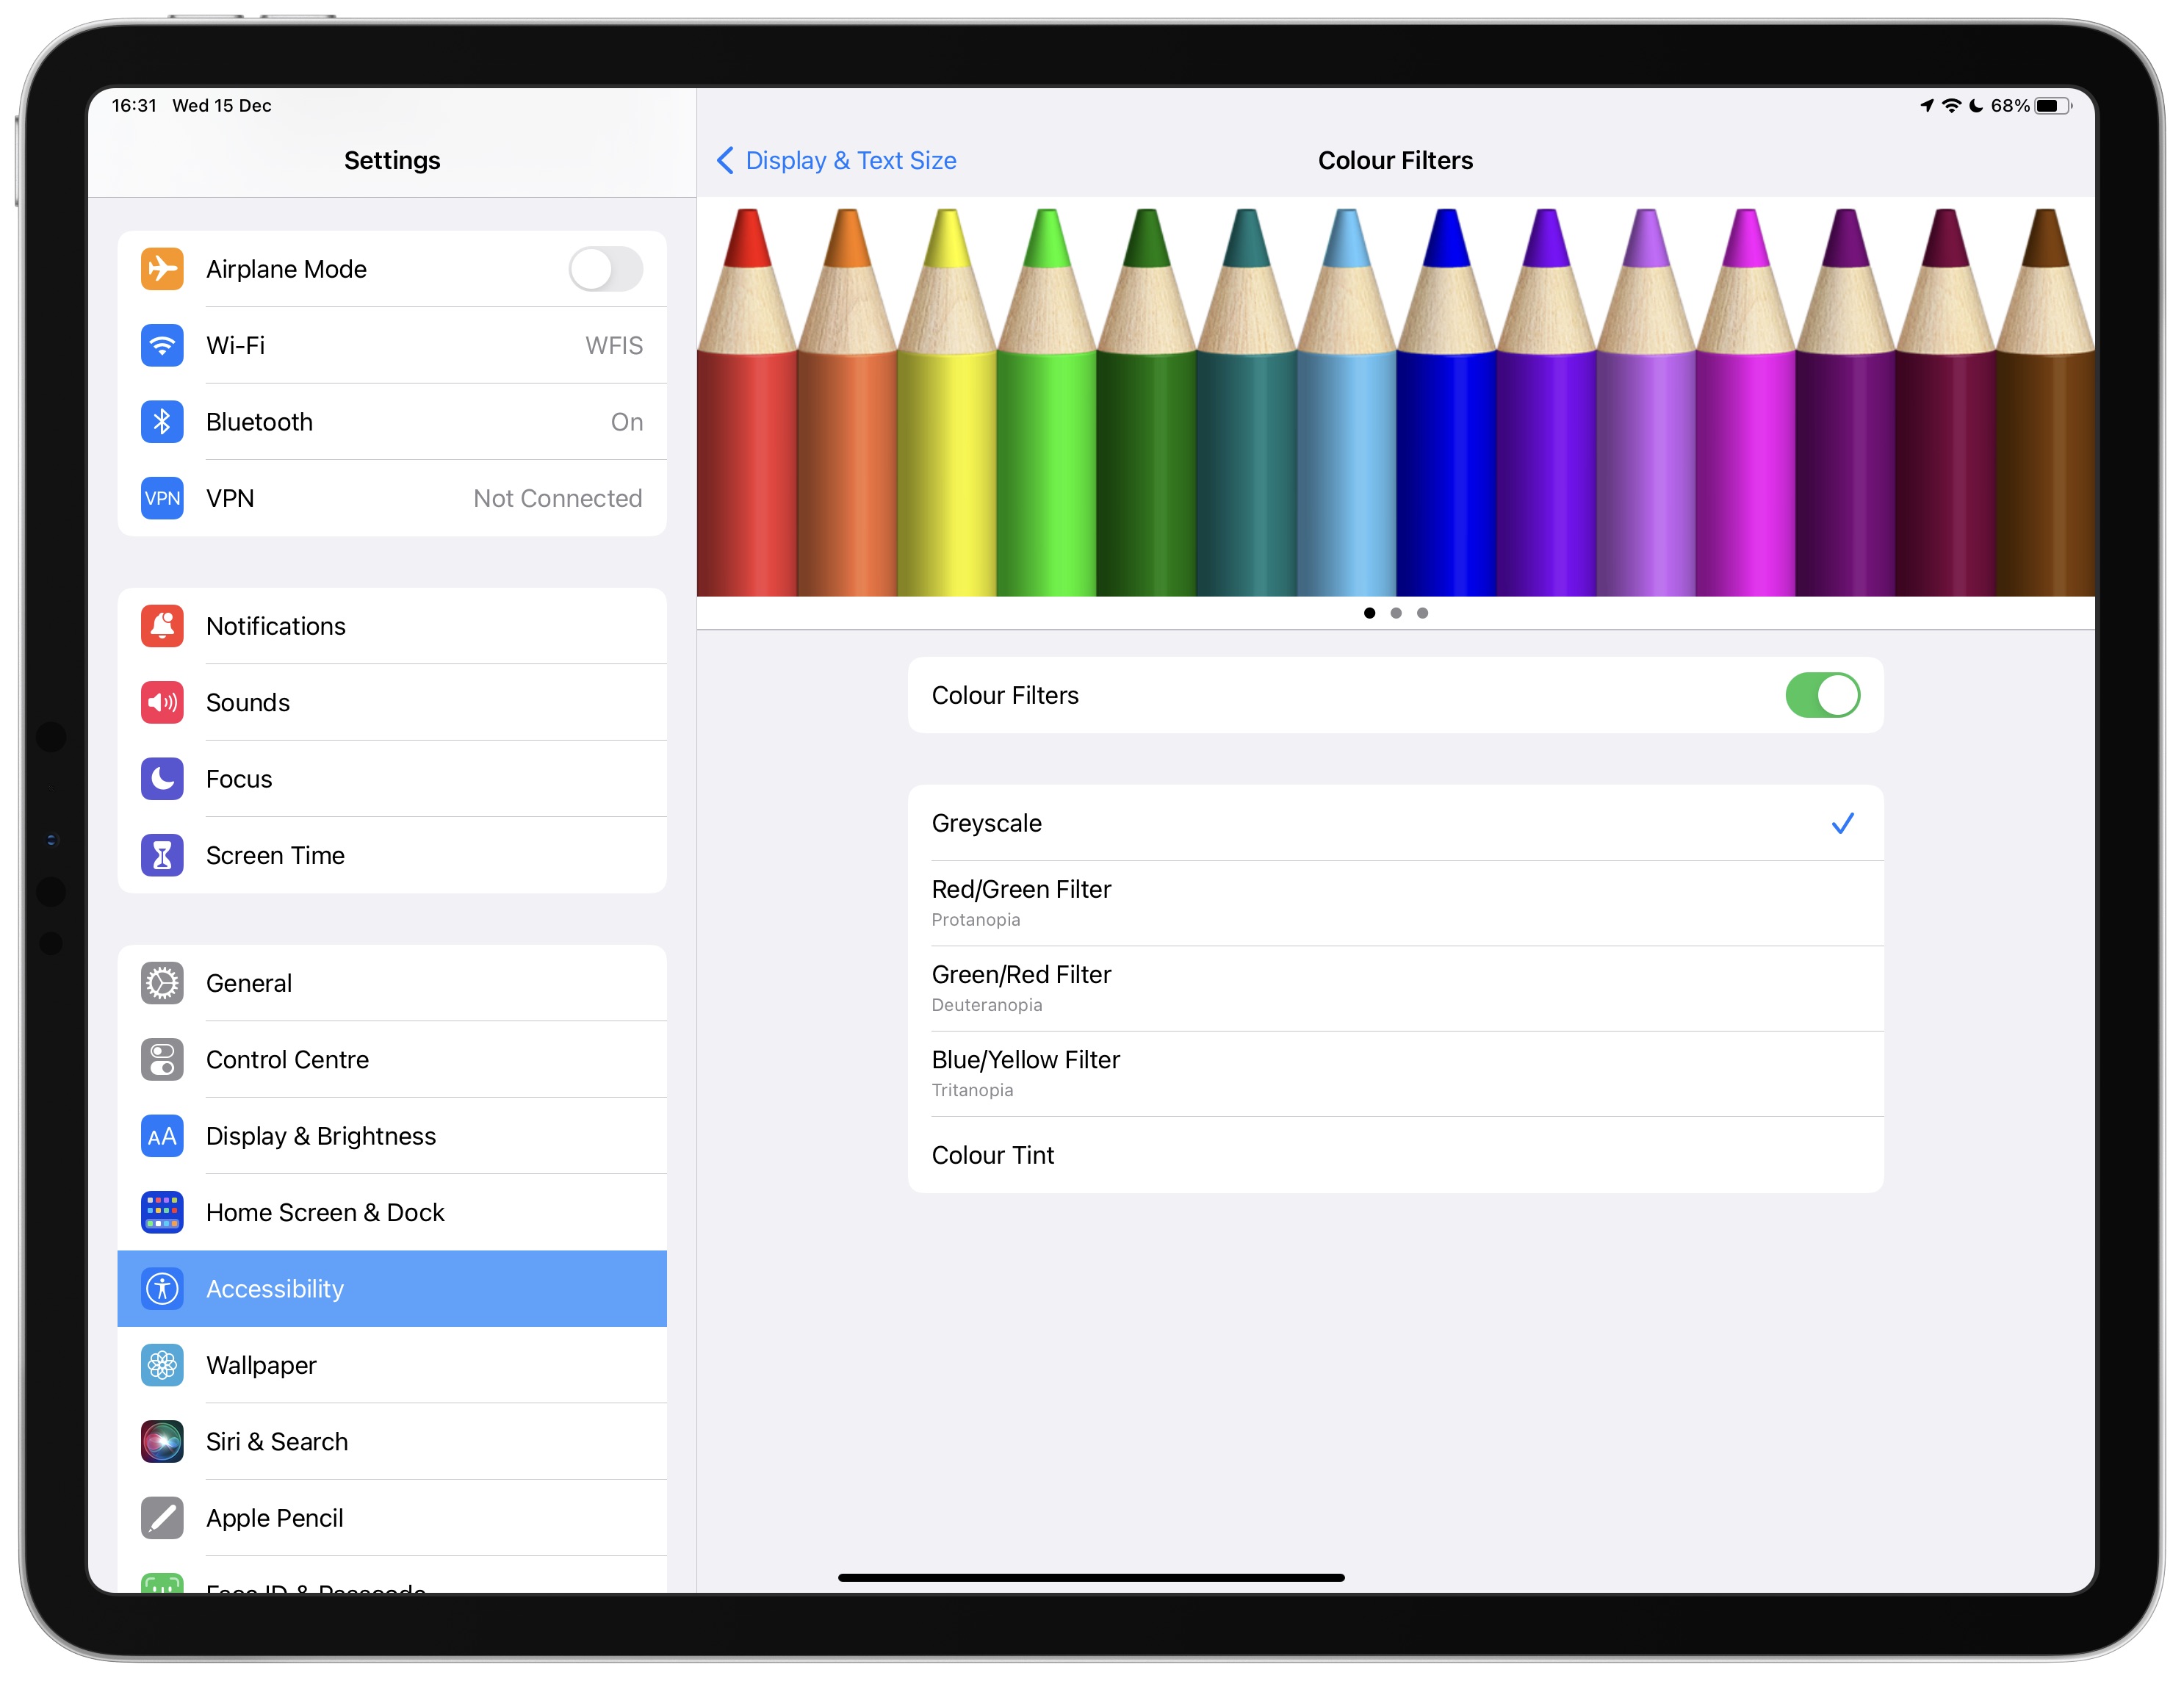 16:31 Wed 15 Dec
68%
Settings
Airplane Mode
Wi-Fi WFIS
Bluetooth On
VPN VPN Not Connected
Notifications
Sounds
Focus
Screen Time
General
Control Centre
AA Display & Brightness
Home Screen & Dock
Accessibility
Wallpaper
Siri & Search
Apple Pencil
Face ID & Passcode
Display & Text Size
Colour Filters
Colour Filters
Greyscale
Red/Green Filter
Protanopia
Green/Red Filter
Deuteranopia
Blue/Yellow Filter
Tritanopia
Colour Tint